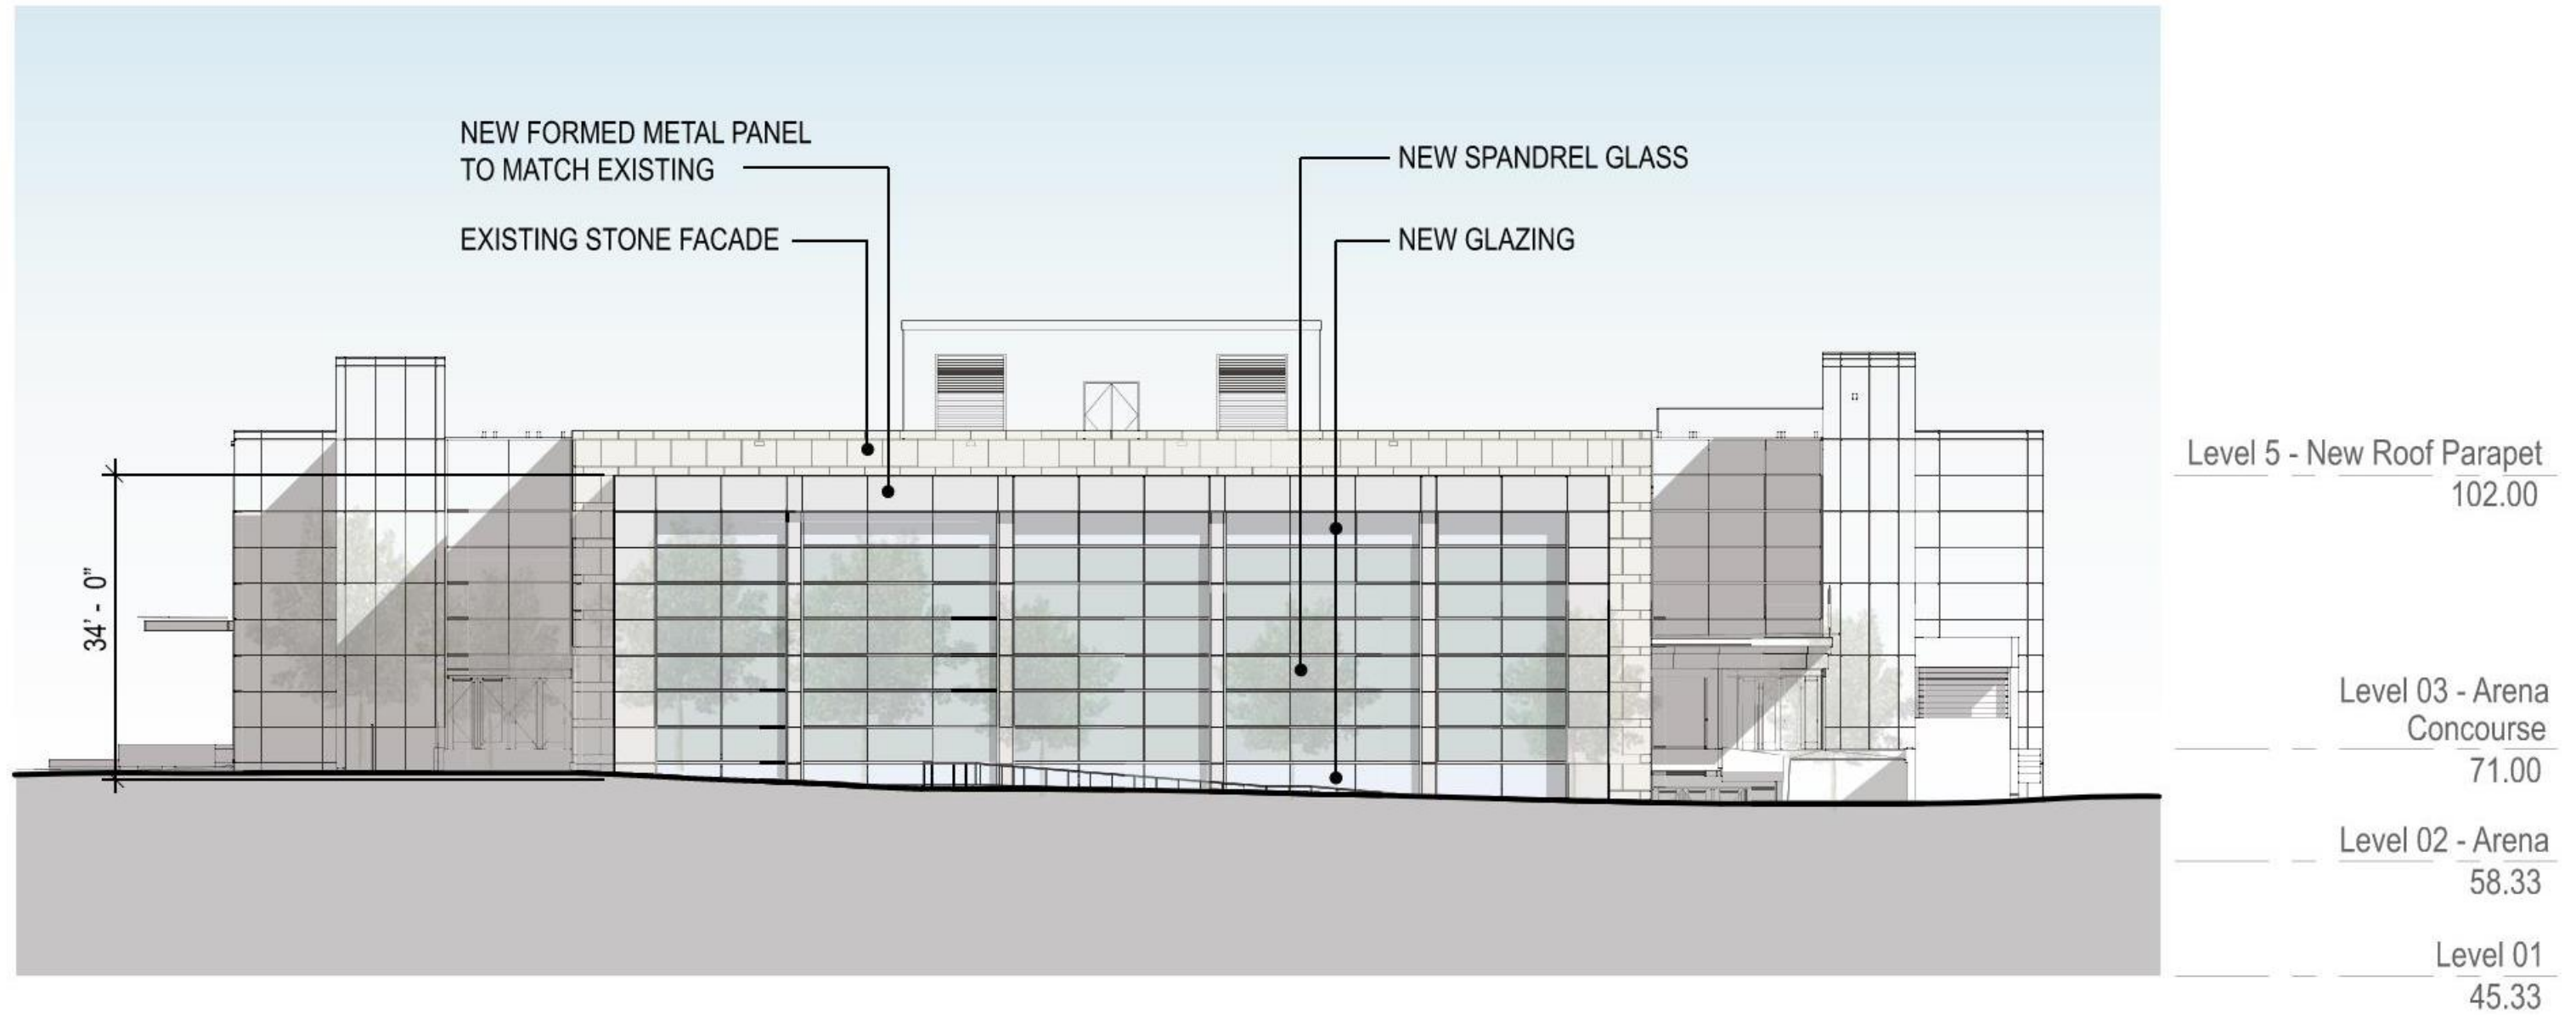 NEW FORMED METAL PANEL
TO MATCH EXISTING
EXISTING STONE FACADE
NEW SPANDREL GLASS
NEW GLAZING
34' - 0"
Level 5 - New Roof Parapet
102.00
Level 03 - Arena
Concourse
71.00
Level 02 - Arena
58.33
Level 01
45.33